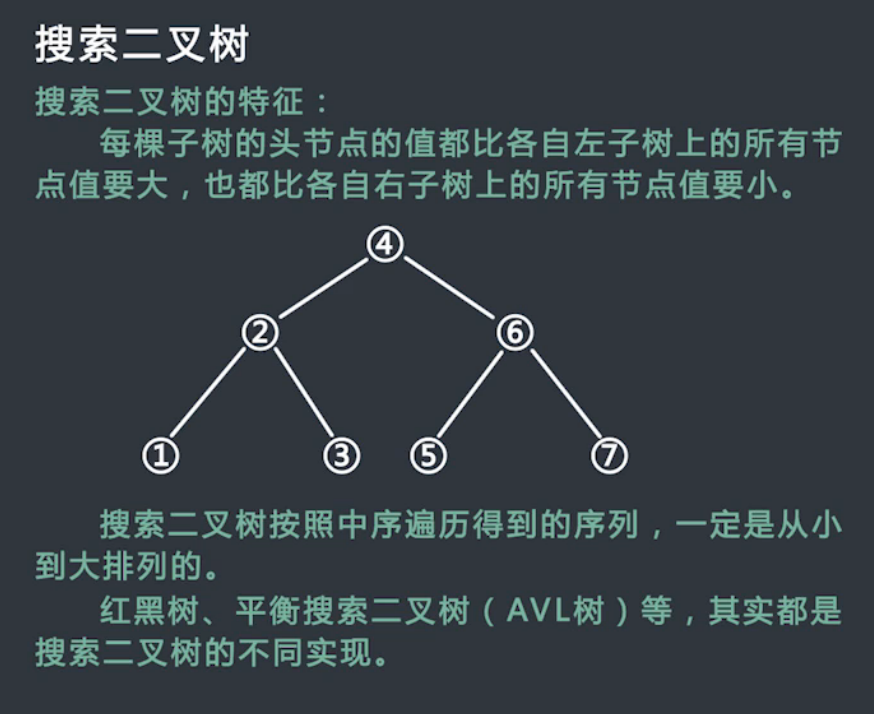 搜索二叉树
搜索二叉树的特征：
每棵子树的头节点的值都比各自左子树上的所有节
点值要大，也都比各自右子树上的所有节点值要小。
④
② ⑥
① ③ ⑤ ⑦
搜索二叉树按照中序遍历得到的序列，一定是从小
到大排列的。
红黑树、平衡搜索二叉树（AVL树）等，其实都是
搜索二叉树的不同实现。